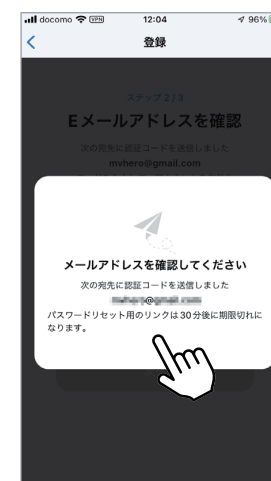 docomo VPN 12:04 96%
登録
ステップ 2 / 3
Eメールアドレスを確認
次の宛先に認証コードを送信しました
mvhero@gmail.com
メールアドレスを確認してください
次の宛先に認証コードを送信しました
パスワードリセット用のリンクは30分後に期限切れに
なります。